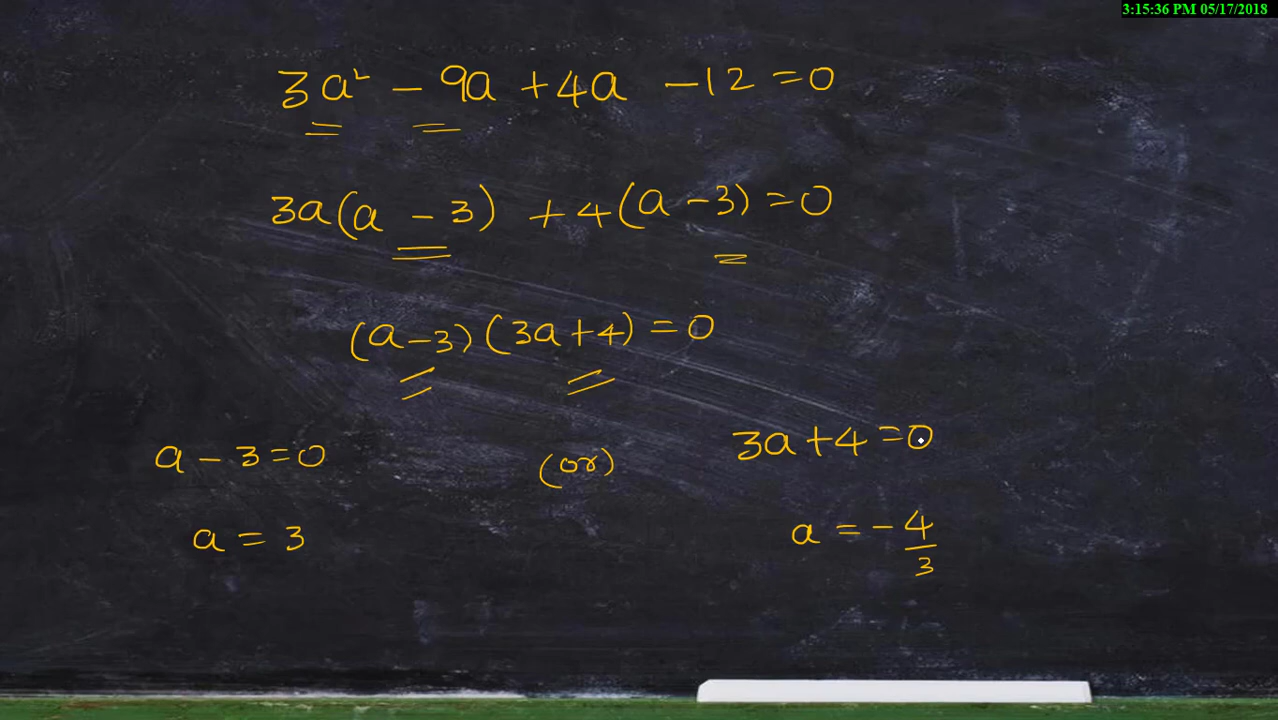 3:15:36 PM 05/17/2018
3a² - 9a + 4a - 12 = 0
3a(a - 3) + 4(a - 3) = 0
(a - 3)(3a + 4) = 0
a - 3 = 0 (or) 3a + 4 = 0
a = 3 a = -4/3